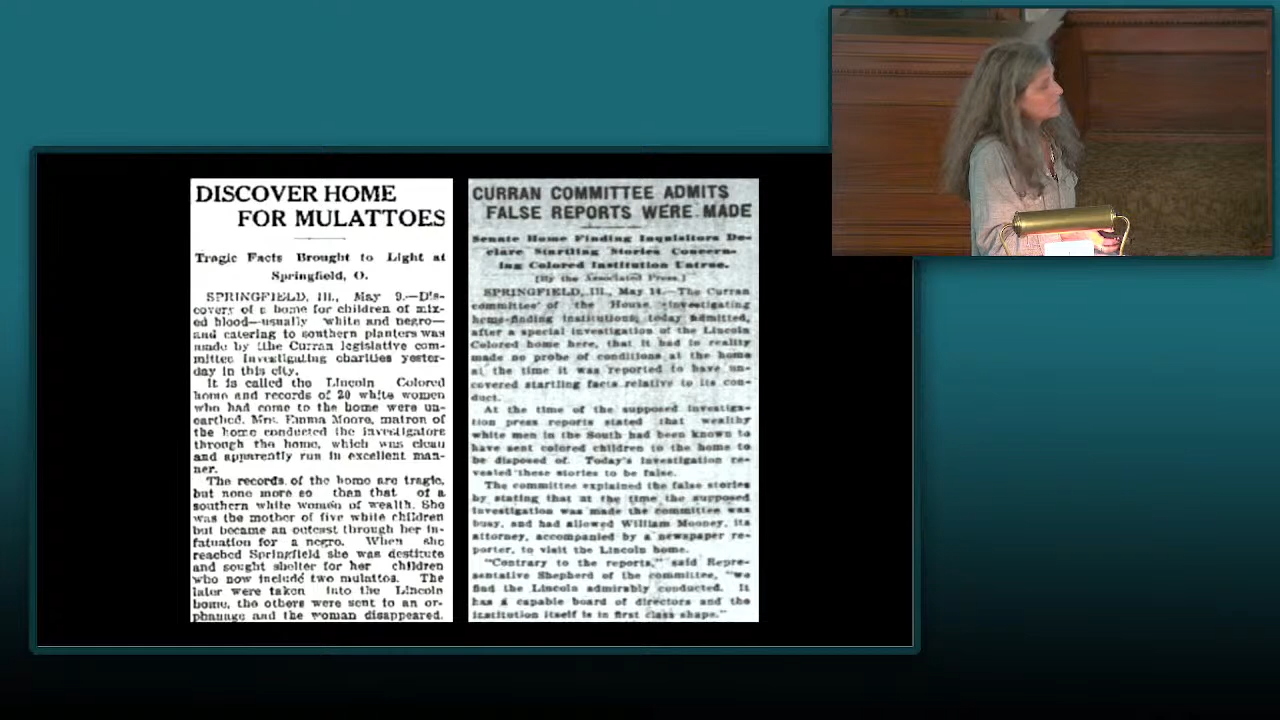 DISCOVER HOME
FOR MULATTOES
Tragic Facts Brought to Light at
Springfield, O.
SPRINGFIELD, Ill., May 9.—Dis-
covery of a home for children of mix-
ed blood—usually white and negro—
and catering to southern planters was
made by the Curran legislative com-
mittee investigating charities yester-
day in this city.
It is called the Lincoln Colored
home and records of 20 white women
who had come to the home were un-
earthed. Mrs. Emma Moore, matron of
the home conducted the investigators
through the home, which was clean
and apparently run in excellent man-
ner.
The records of the home are tragic,
but none more so than that of a
southern white women of wealth. She
was the mother of five white children
but became an outcast through her in-
fatuation for a negro. When she
reached Springfield she was destitute
and sought shelter for her children
who now include two mulattos. The
later were taken into the Lincoln
home, the others were sent to an or-
phanage and the woman disappeared.
CURRAN COMMITTEE ADMITS
FALSE REPORTS WERE MADE
Senate Home Finding Inquisitors De-
clare Startling Stories Concern-
ing Colored Institution Untrue.
[By the Associated Press.]
SPRINGFIELD, ILL., May 14.—The Curran
committee of the House, investigating
home-finding institutions, today admitted,
after a special investigation of the Lincoln
Colored home here, that it had in reality
made no probe of conditions at the home
at the time it was reported to have un-
covered startling facts relative to its con-
duct.
At the time of the supposed investiga-
tion press reports stated that wealthy
white men in the South had been known to
have sent colored children to the home to
be disposed of. Today's investigation re-
vealed these stories to be false.
The committee explained the false stories
by stating that at the time the supposed
investigation was made the committee was
busy, and had allowed William Mooney, its
attorney, accompanied by a newspaper re-
porter, to visit the Lincoln home.
"Contrary to the reports," said Repre-
sentative Shepherd of the committee, "we
find the Lincoln admirably conducted. It
has a capable board of directors and the
institution itself is in first class shape."